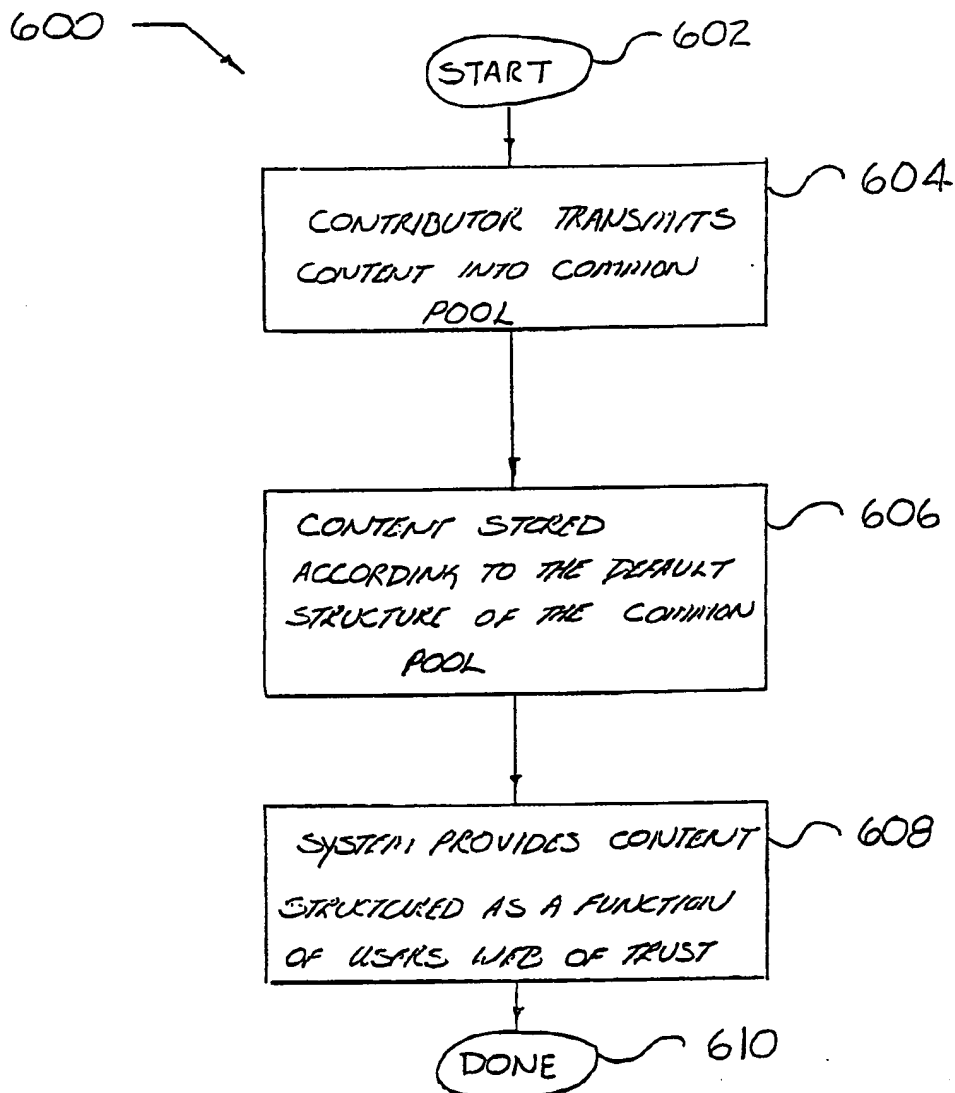 600
602
START
604
CONTRIBUTOR TRANSMITS
CONTENT INTO COMMON
POOL
606
CONTENT STORED
ACCORDING TO THE DEFAULT
STRUCTURE OF THE COMMON
POOL
608
SYSTEM PROVIDES CONTENT
STRUCTURED AS A FUNCTION
OF USERS WEB OF TRUST
610
DONE